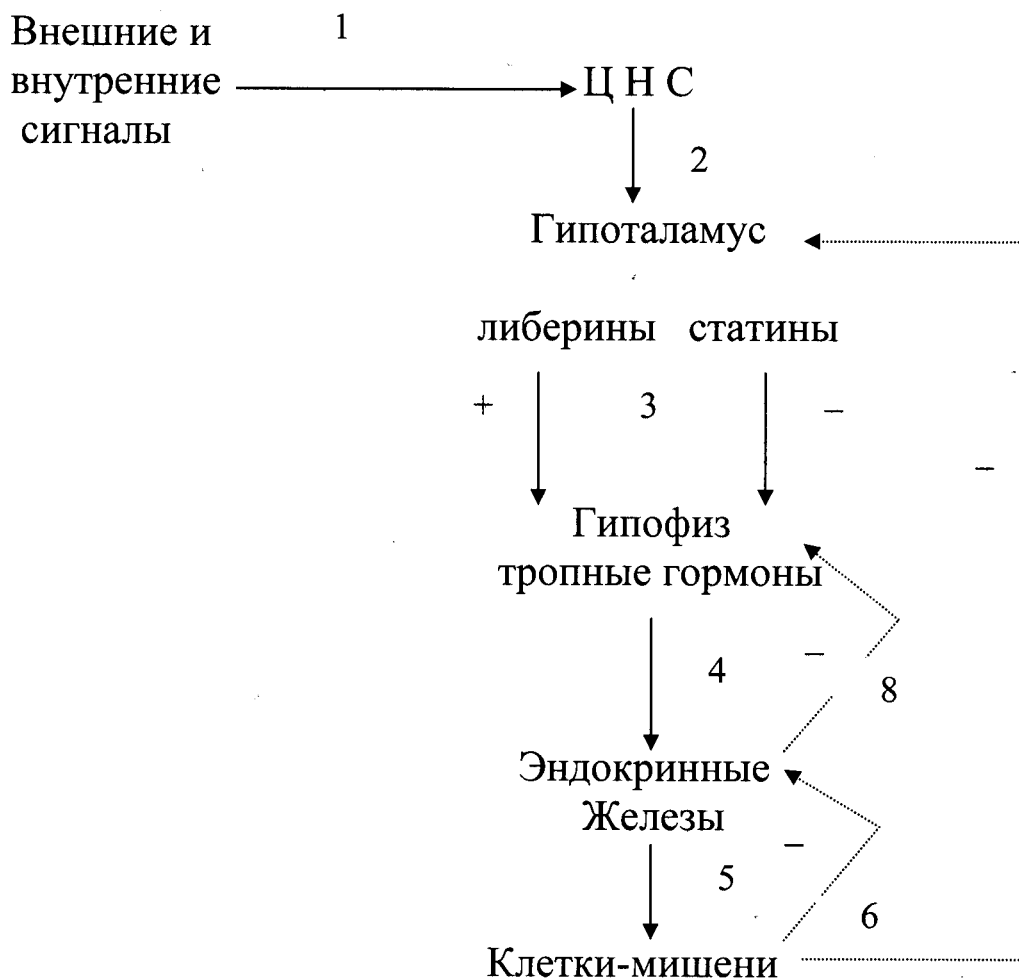 Внешние и 1
внутренние Ц Н С
сигналы
2
Гипоталамус
либерины статины
+ 3 –
–
Гипофиз
тропные гормоны
4 –
8
Эндокринные
Железы
–
5
6
Клетки-мишени